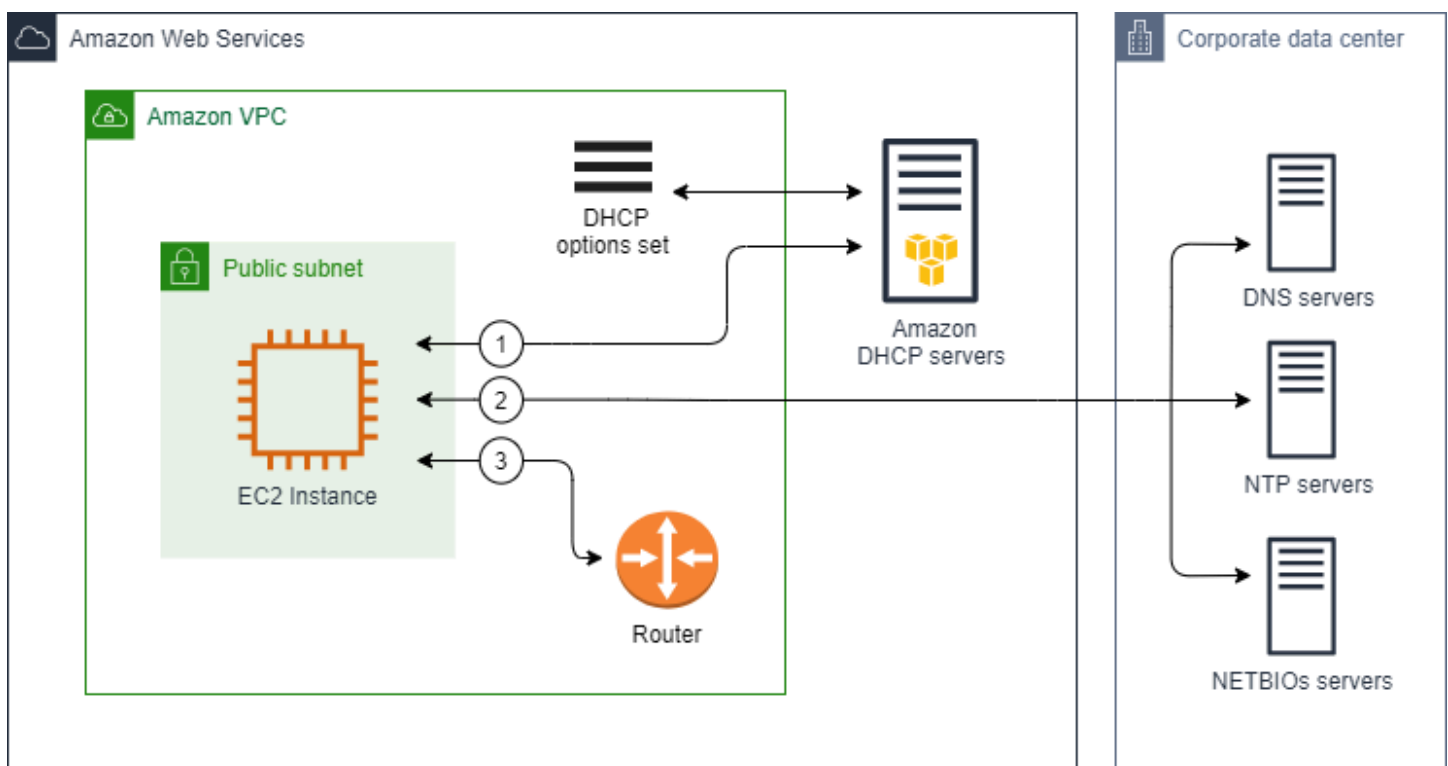 Amazon Web Services
Corporate data center
Amazon VPC
DHCP
options set
Public subnet
DNS servers
Amazon
DHCP servers
1
2
3
EC2 Instance
NTP servers
Router
NETBIOs servers